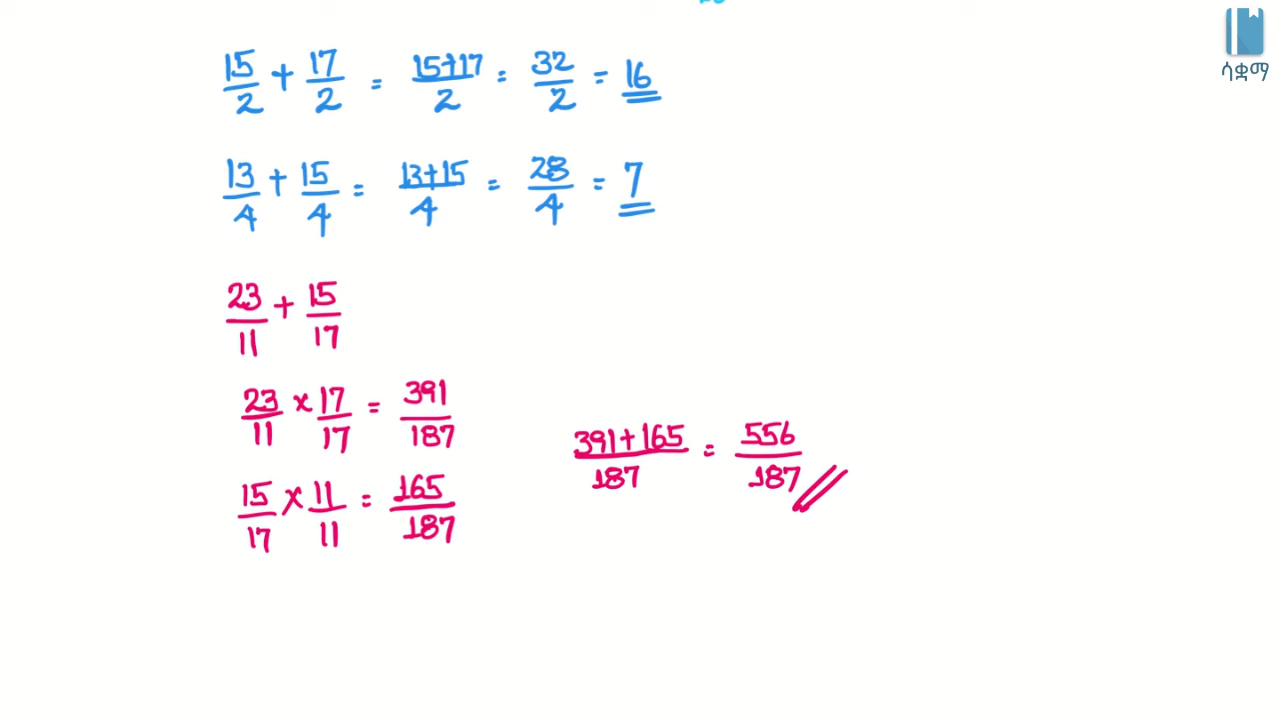 ሳቋማ
15/2 + 17/2 = 15+17/2 = 32/2 = 16
13/4 + 15/4 = 13+15/4 = 28/4 = 7
23/11 + 15/17
23/11 × 17/17 = 391/187
391+165/187 = 556/187
15/17 × 11/11 = 165/187